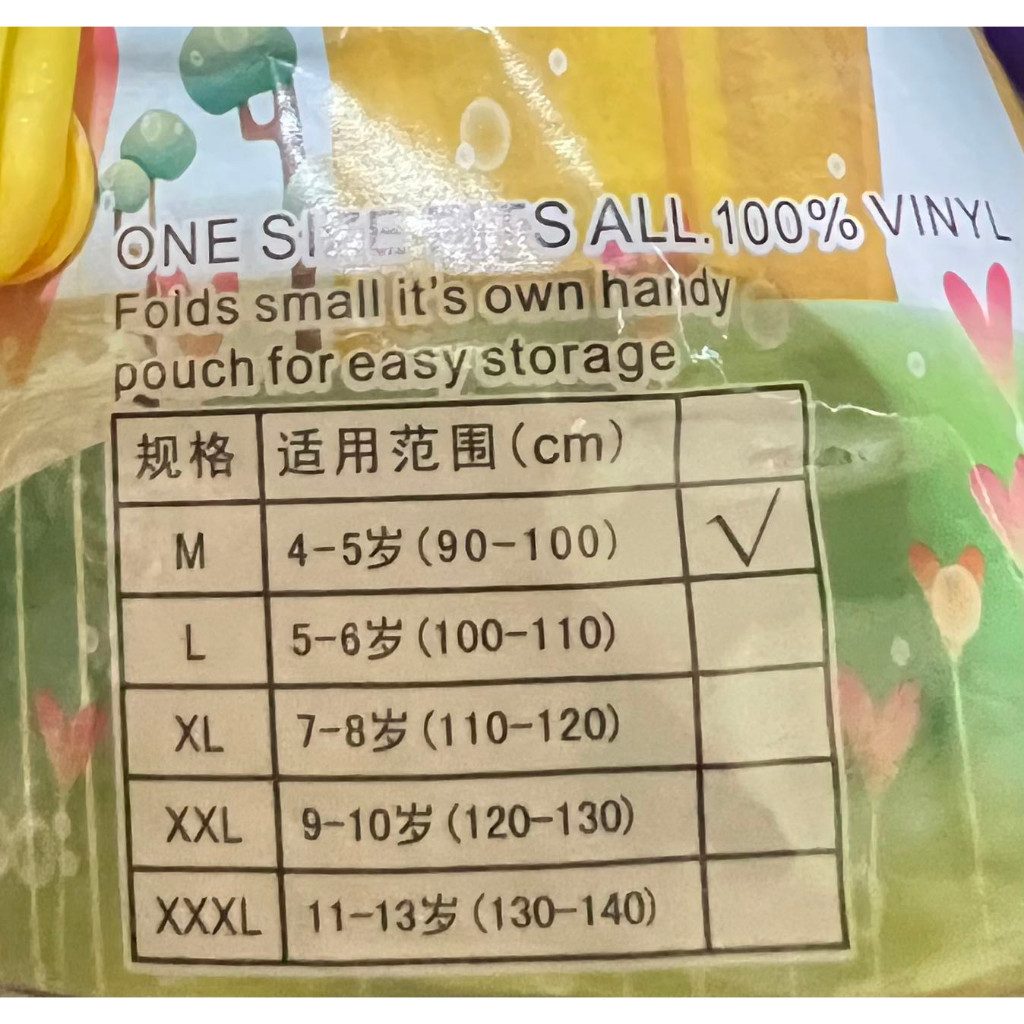 ONE SIZE FITS ALL.100% VINYL
Folds small it's own handy
pouch for easy storage
规格 适用范围(cm)
M 4-5岁(90-100) √
L 5-6岁(100-110)
XL 7-8岁(110-120)
XXL 9-10岁(120-130)
XXXL 11-13岁(130-140)